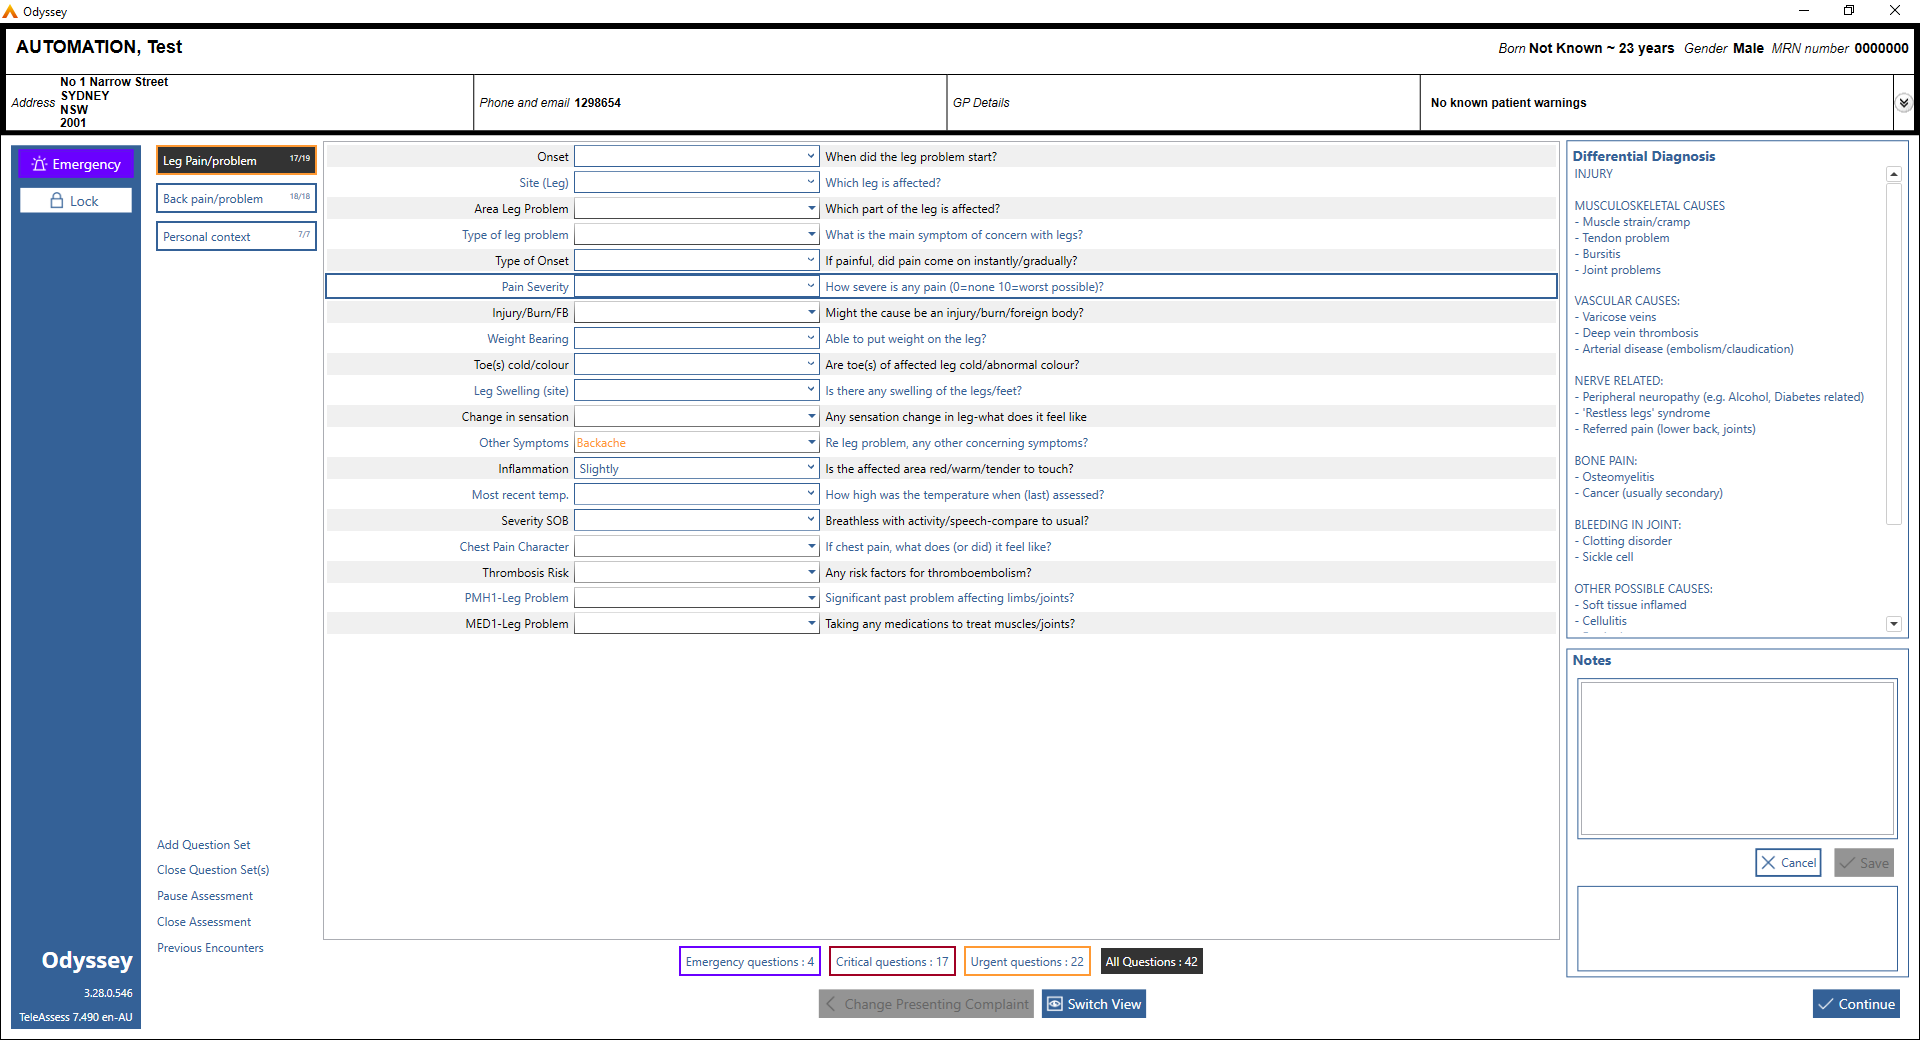 Odyssey
AUTOMATION, Test
Born Not Known ~ 23 years Gender Male MRN number 0000000
Address No 1 Narrow Street
SYDNEY
NSW
2001
Phone and email 1298654
GP Details
No known patient warnings
Emergency
Lock
Odyssey
3.28.0.546
TeleAssess 7.490 en-AU
Leg Pain/problem 17/19
Back pain/problem 18/18
Personal context 7/7
Add Question Set
Close Question Set(s)
Pause Assessment
Close Assessment
Previous Encounters
Onset When did the leg problem start?
Site (Leg) Which leg is affected?
Area Leg Problem Which part of the leg is affected?
Type of leg problem What is the main symptom of concern with legs?
Type of Onset If painful, did pain come on instantly/gradually?
Pain Severity How severe is any pain (0=none 10=worst possible)?
Injury/Burn/FB Might the cause be an injury/burn/foreign body?
Weight Bearing Able to put weight on the leg?
Toe(s) cold/colour Are toe(s) of affected leg cold/abnormal colour?
Leg Swelling (site) Is there any swelling of the legs/feet?
Change in sensation Any sensation change in leg-what does it feel like
Other Symptoms Backache Re leg problem, any other concerning symptoms?
Inflammation Slightly Is the affected area red/warm/tender to touch?
Most recent temp. How high was the temperature when (last) assessed?
Severity SOB Breathless with activity/speech-compare to usual?
Chest Pain Character If chest pain, what does (or did) it feel like?
Thrombosis Risk Any risk factors for thromboembolism?
PMH1-Leg Problem Significant past problem affecting limbs/joints?
MED1-Leg Problem Taking any medications to treat muscles/joints?
Emergency questions : 4
Critical questions : 17
Urgent questions : 22
All Questions : 42
Change Presenting Complaint
Switch View
Differential Diagnosis
INJURY
MUSCULOSKELETAL CAUSES
- Muscle strain/cramp
- Tendon problem
- Bursitis
- Joint problems
VASCULAR CAUSES:
- Varicose veins
- Deep vein thrombosis
- Arterial disease (embolism/claudication)
NERVE RELATED:
- Peripheral neuropathy (e.g. Alcohol, Diabetes related)
- 'Restless legs' syndrome
- Referred pain (lower back, joints)
BONE PAIN:
- Osteomyelitis
- Cancer (usually secondary)
BLEEDING IN JOINT:
- Clotting disorder
- Sickle cell
OTHER POSSIBLE CAUSES:
- Soft tissue inflamed
- Cellulitis
Notes
Cancel
Save
Continue